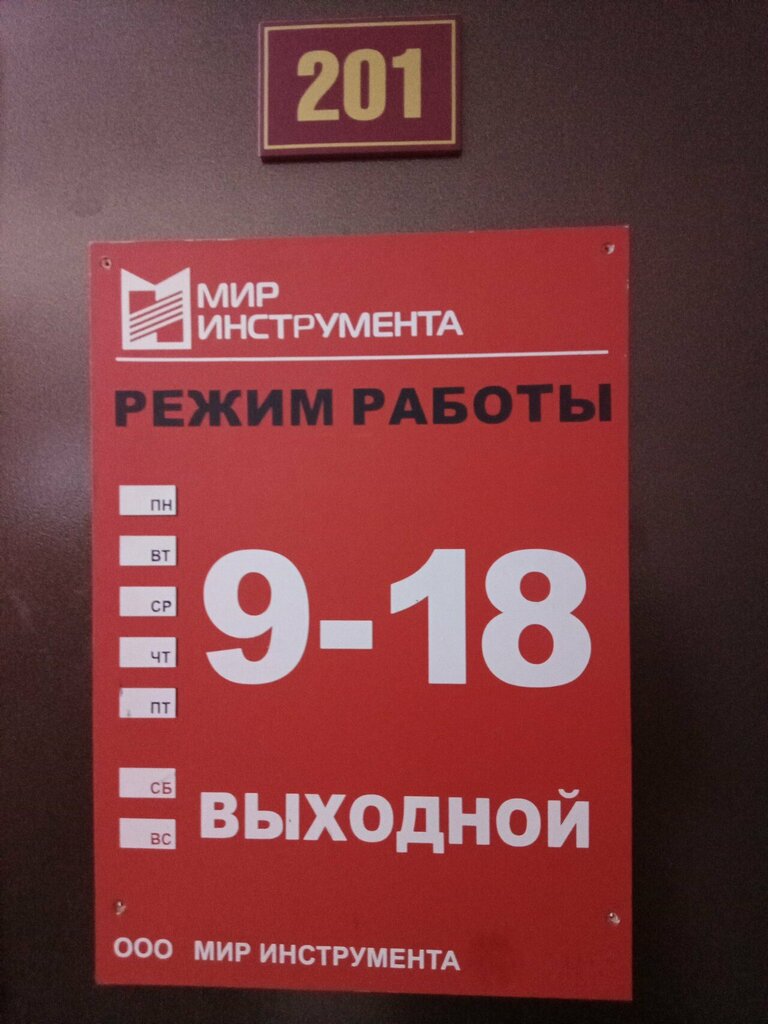 201
МИР
ИНСТРУМЕНТА
РЕЖИМ РАБОТЫ
ПН
ВТ
СР
ЧТ
ПТ
9-18
СБ
ВС
ВЫХОДНОЙ
ООО МИР ИНСТРУМЕНТА